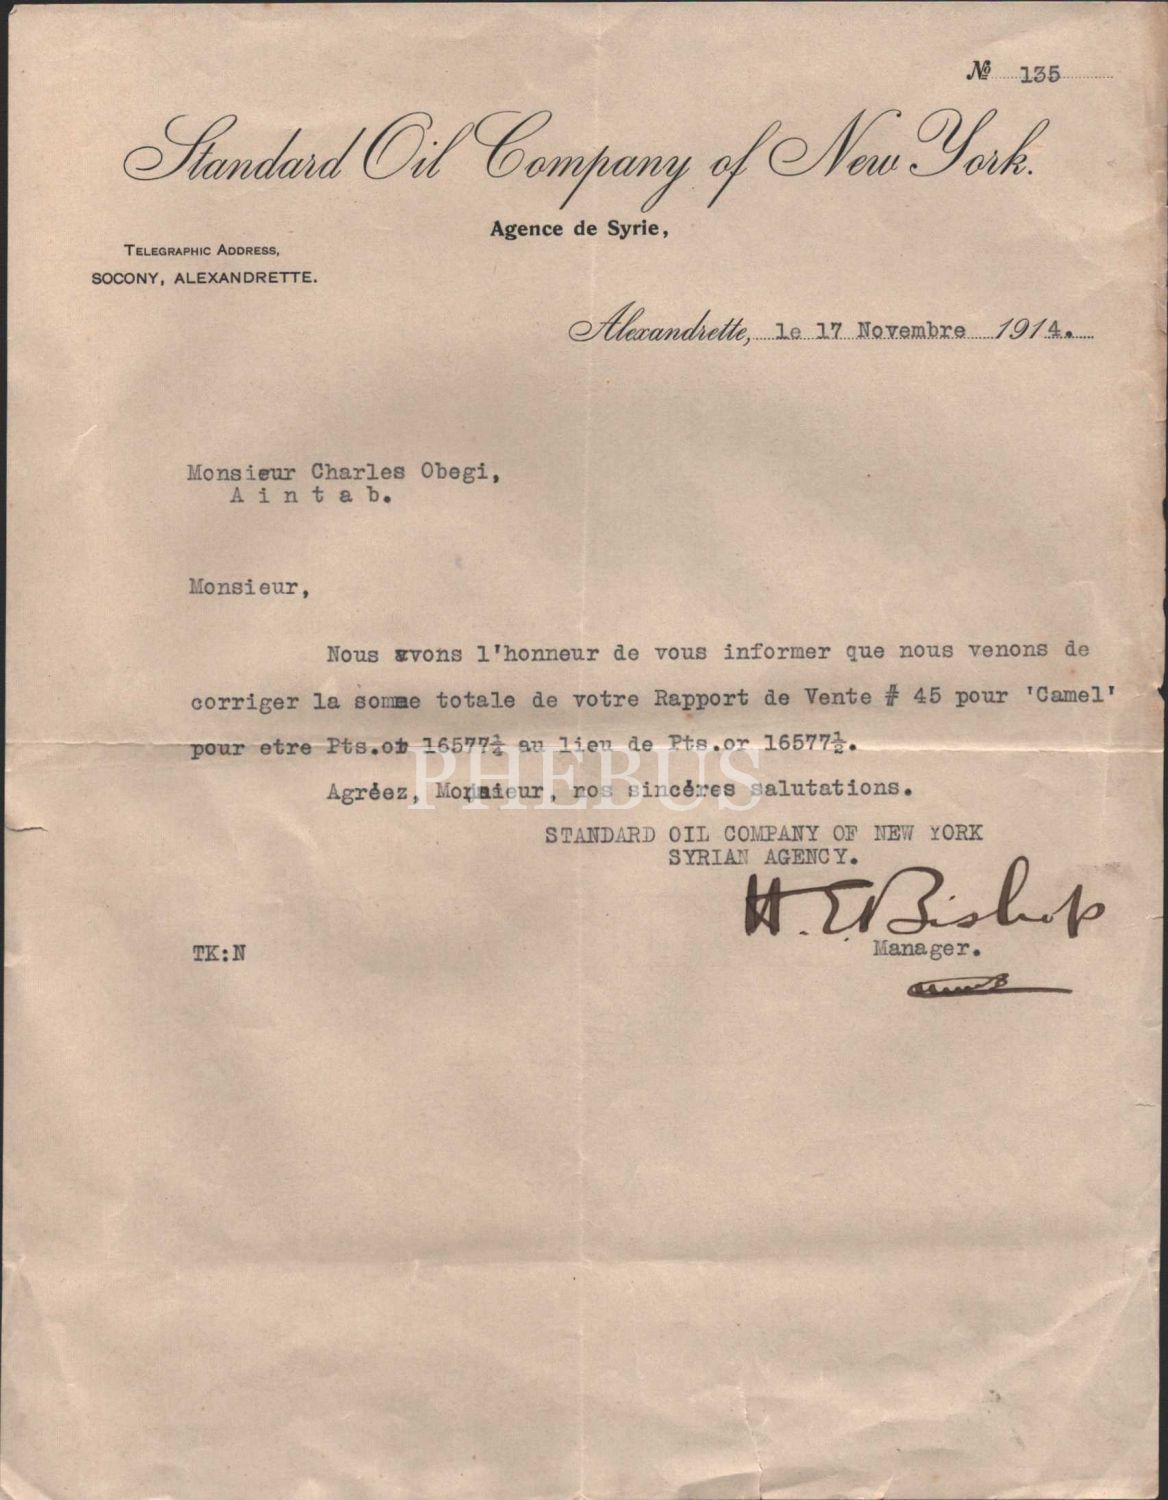 № 135
Standard Oil Company of New York.
Agence de Syrie,
TELEGRAPHIC ADDRESS,
SOCONY, ALEXANDRETTE.
Alexandrette, le 17 Novembre 1914.
Monsieur Charles Obegi,
A i n t a b.
Monsieur,
Nous avons l'honneur de vous informer que nous venons de
corriger la somme totale de votre Rapport de Vente # 45 pour 'Camel'
pour etre Pts.or 16577¼ au lieu de Pts.or 16577½.
PHEBUS
Agréez, Monsieur, nos sincéres salutations.
STANDARD OIL COMPANY OF NEW YORK
SYRIAN AGENCY.
H. E. Bishop
Manager.
TK:N